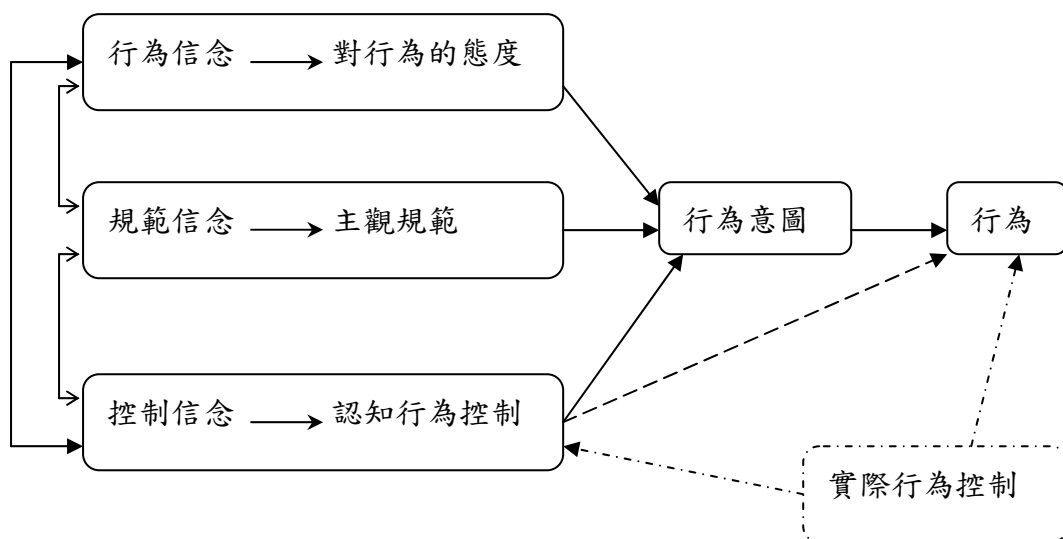 行為信念
對行為的態度
規範信念
主觀規範
行為意圖
行為
控制信念
認知行為控制
實際行為控制